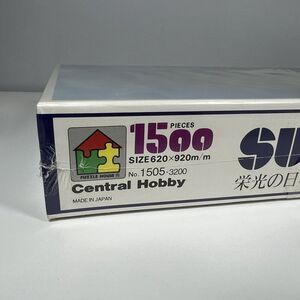 PIECES
1500
SIZE 620×920m/m
PUZZLE HOUSE
No. 1505-3200
Central Hobby
MADE IN JAPAN
SU
栄光の日